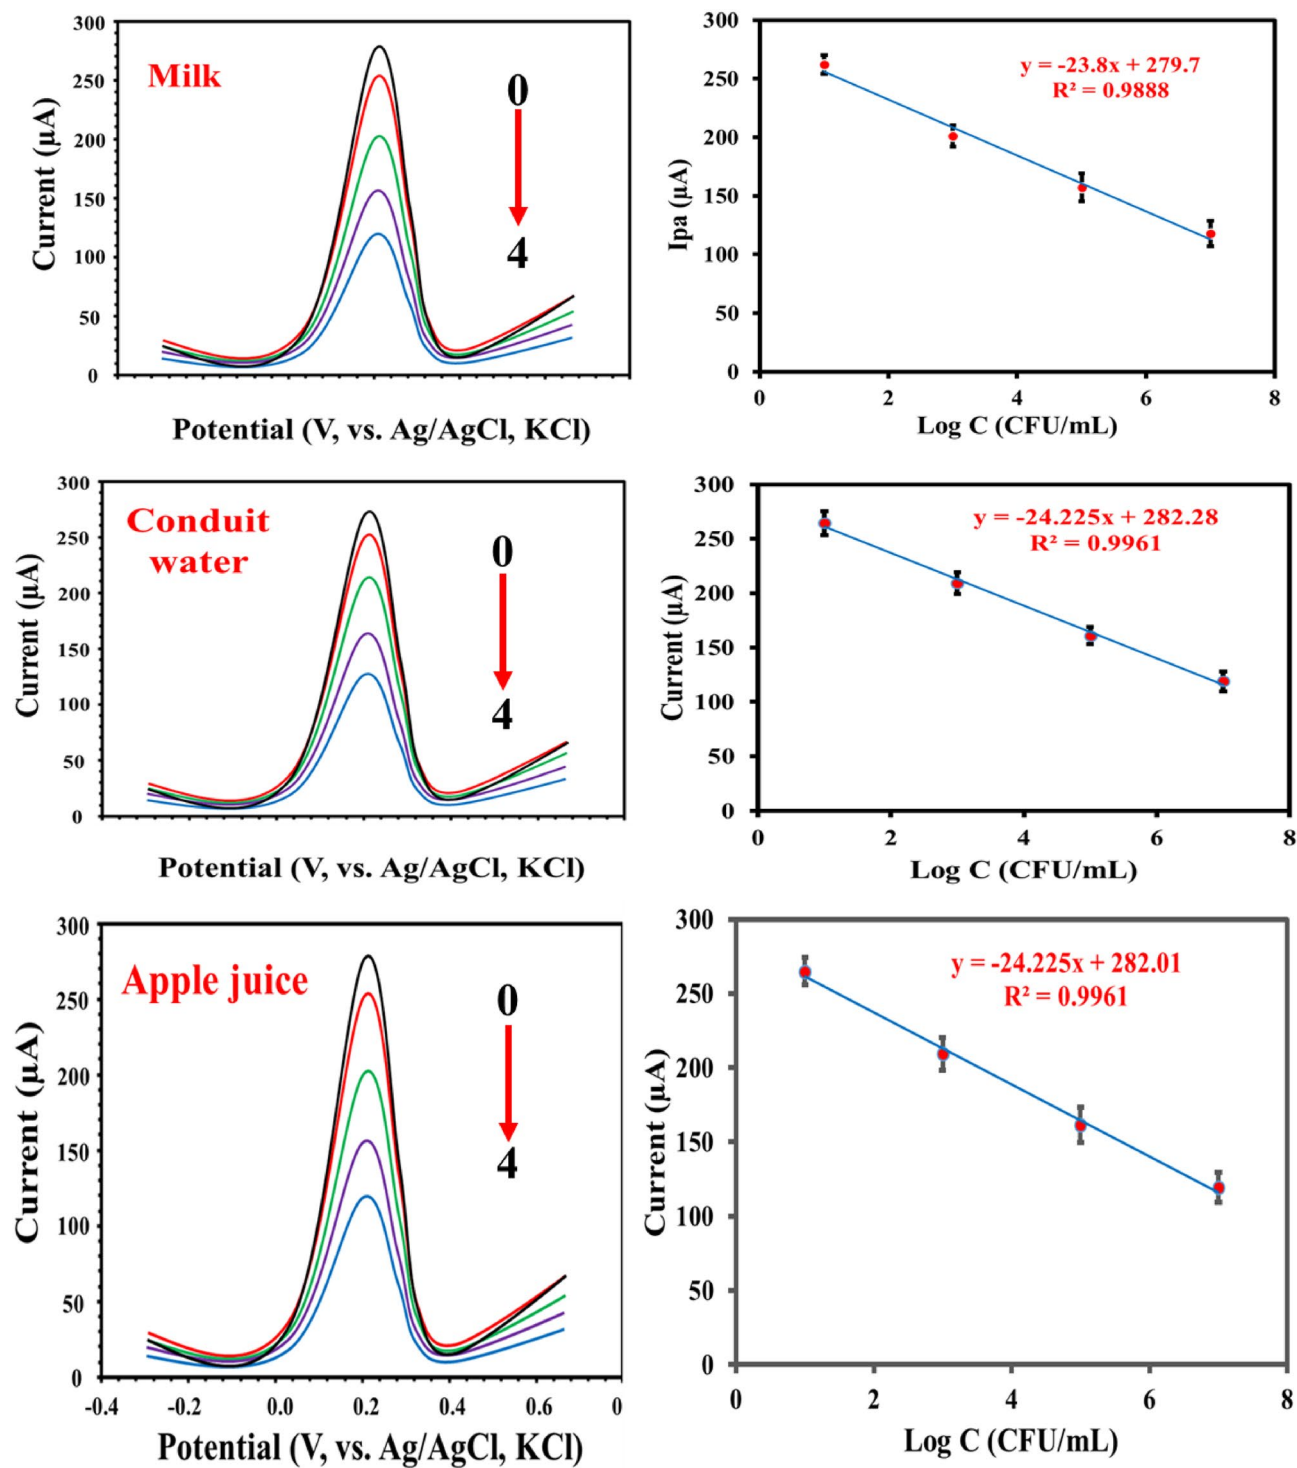 300
250
200
150
100
50
0
Current (µA)
Milk
0
4
Potential (V, vs. Ag/AgCl, KCl)
300
250
200
150
100
50
0
Ipa (µA)
y = -23.8x + 279.7
R² = 0.9888
0 2 4 6 8
Log C (CFU/mL)
300
250
200
150
100
50
0
Current (µA)
Conduit
water
0
4
Potential (V, vs. Ag/AgCl, KCl)
300
250
200
150
100
50
0
Current (µA)
y = -24.225x + 282.28
R² = 0.9961
0 2 4 6 8
Log C (CFU/mL)
300
250
200
150
100
50
0
Current (µA)
Apple juice
0
4
-0.4 -0.2 0.0 0.2 0.4 0.6 0
Potential (V, vs. Ag/AgCl, KCl)
300
250
200
150
100
50
0
Current (µA)
y = -24.225x + 282.01
R² = 0.9961
0 2 4 6 8
Log C (CFU/mL)